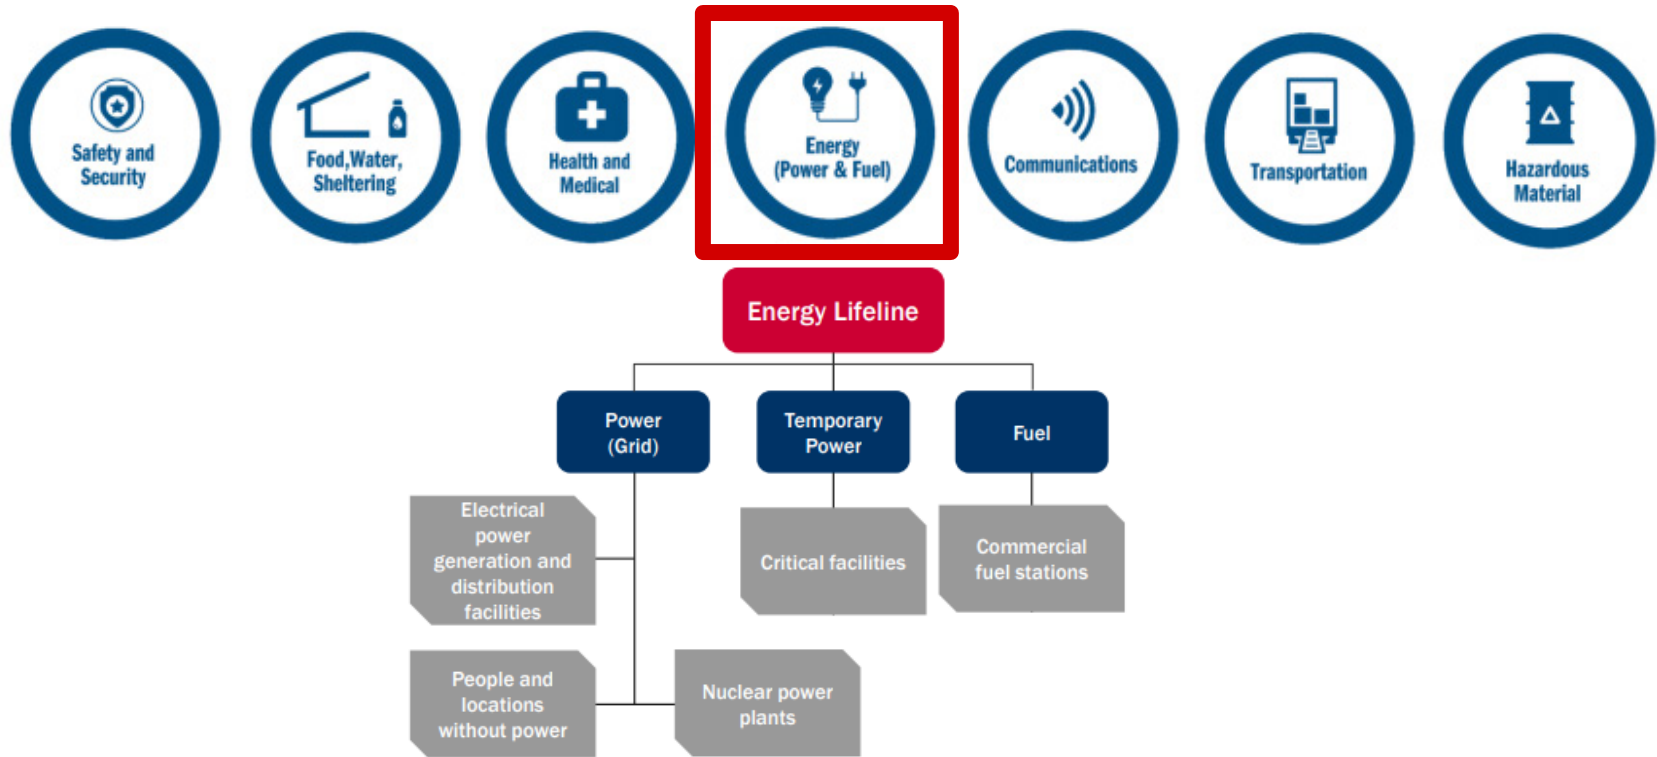 Safety and
Security
Food,Water,
Sheltering
Health and
Medical
Energy
(Power & Fuel)
Communications
Transportation
Hazardous
Material
Energy Lifeline
Power
(Grid)
Temporary
Power
Fuel
Electrical
power
generation and
distribution
facilities
Critical facilities
Commercial
fuel stations
People and
locations
without power
Nuclear power
plants